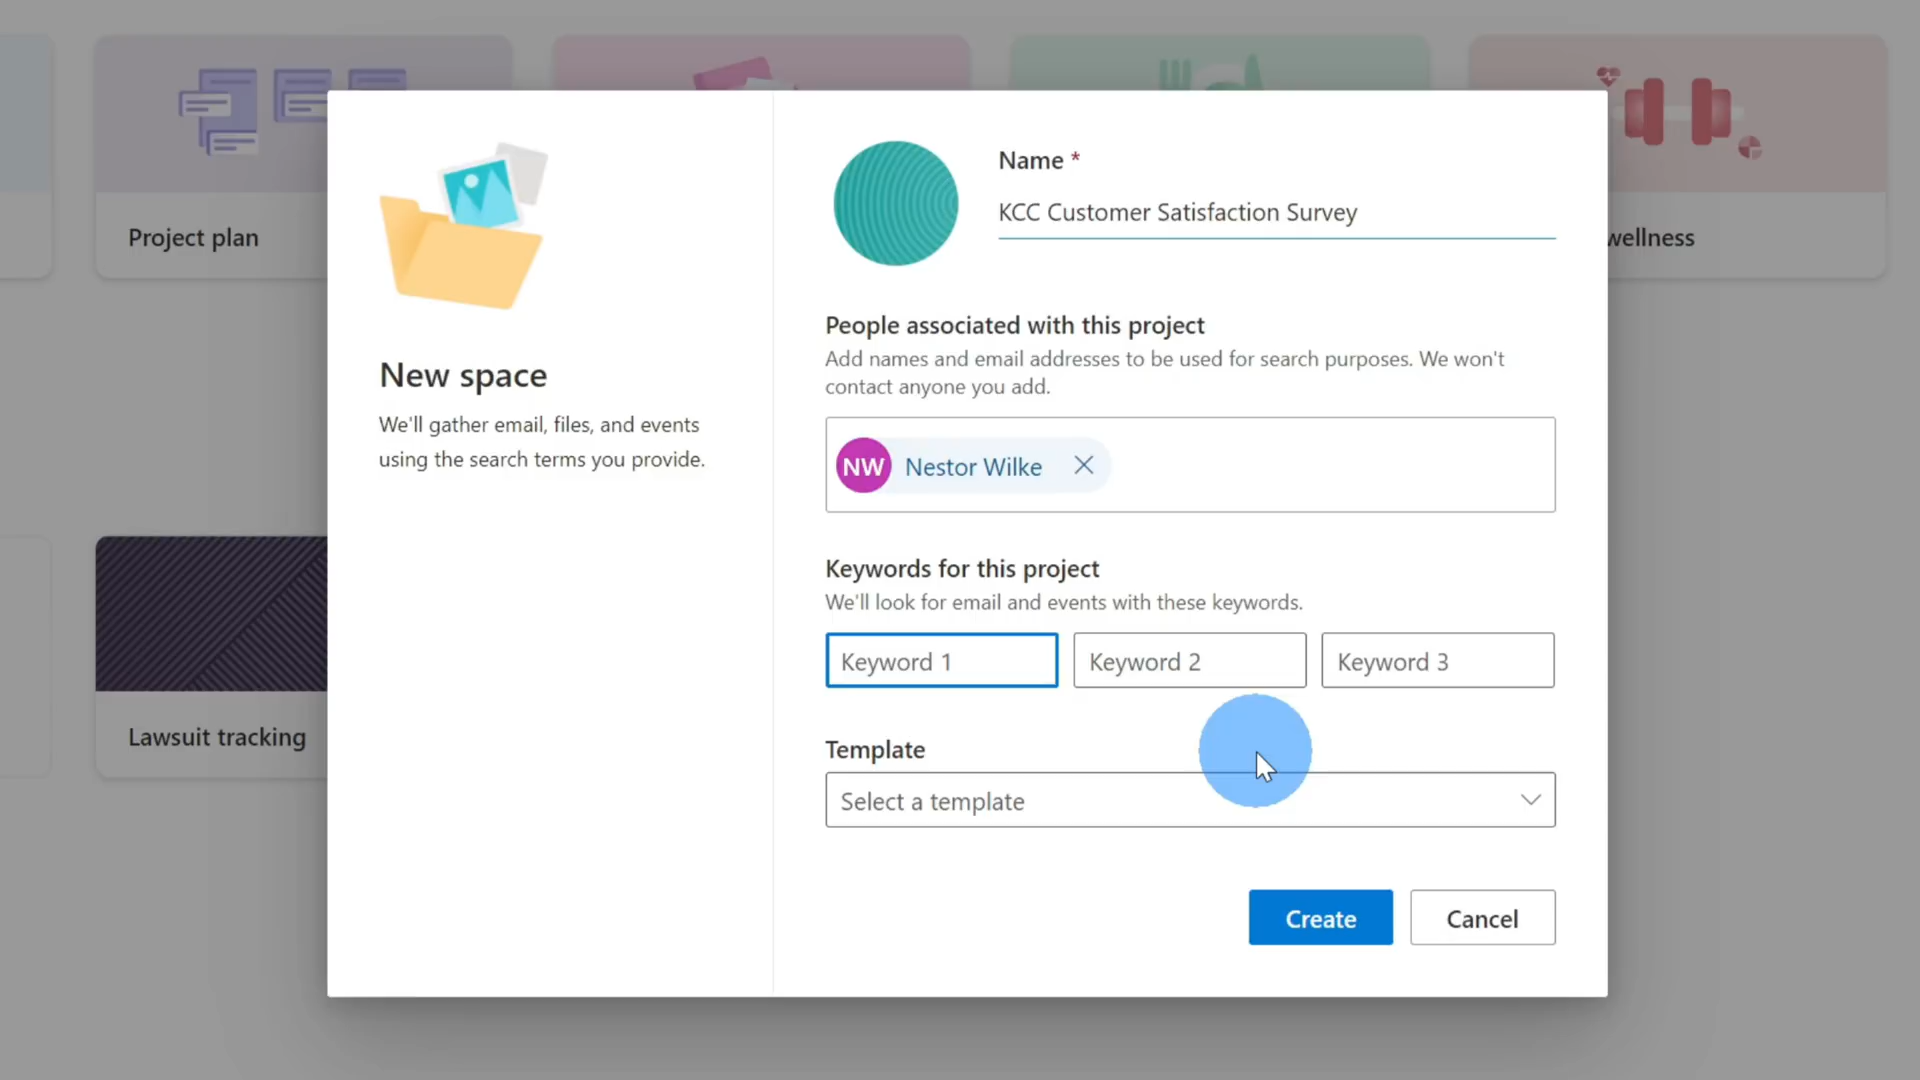 Project plan
wellness
Lawsuit tracking
New space
We'll gather email, files, and events
using the search terms you provide.
Name *
KCC Customer Satisfaction Survey
People associated with this project
Add names and email addresses to be used for search purposes. We won't
contact anyone you add.
NW Nestor Wilke
Keywords for this project
We'll look for email and events with these keywords.
Keyword 1 Keyword 2 Keyword 3
Template
Select a template
Create Cancel